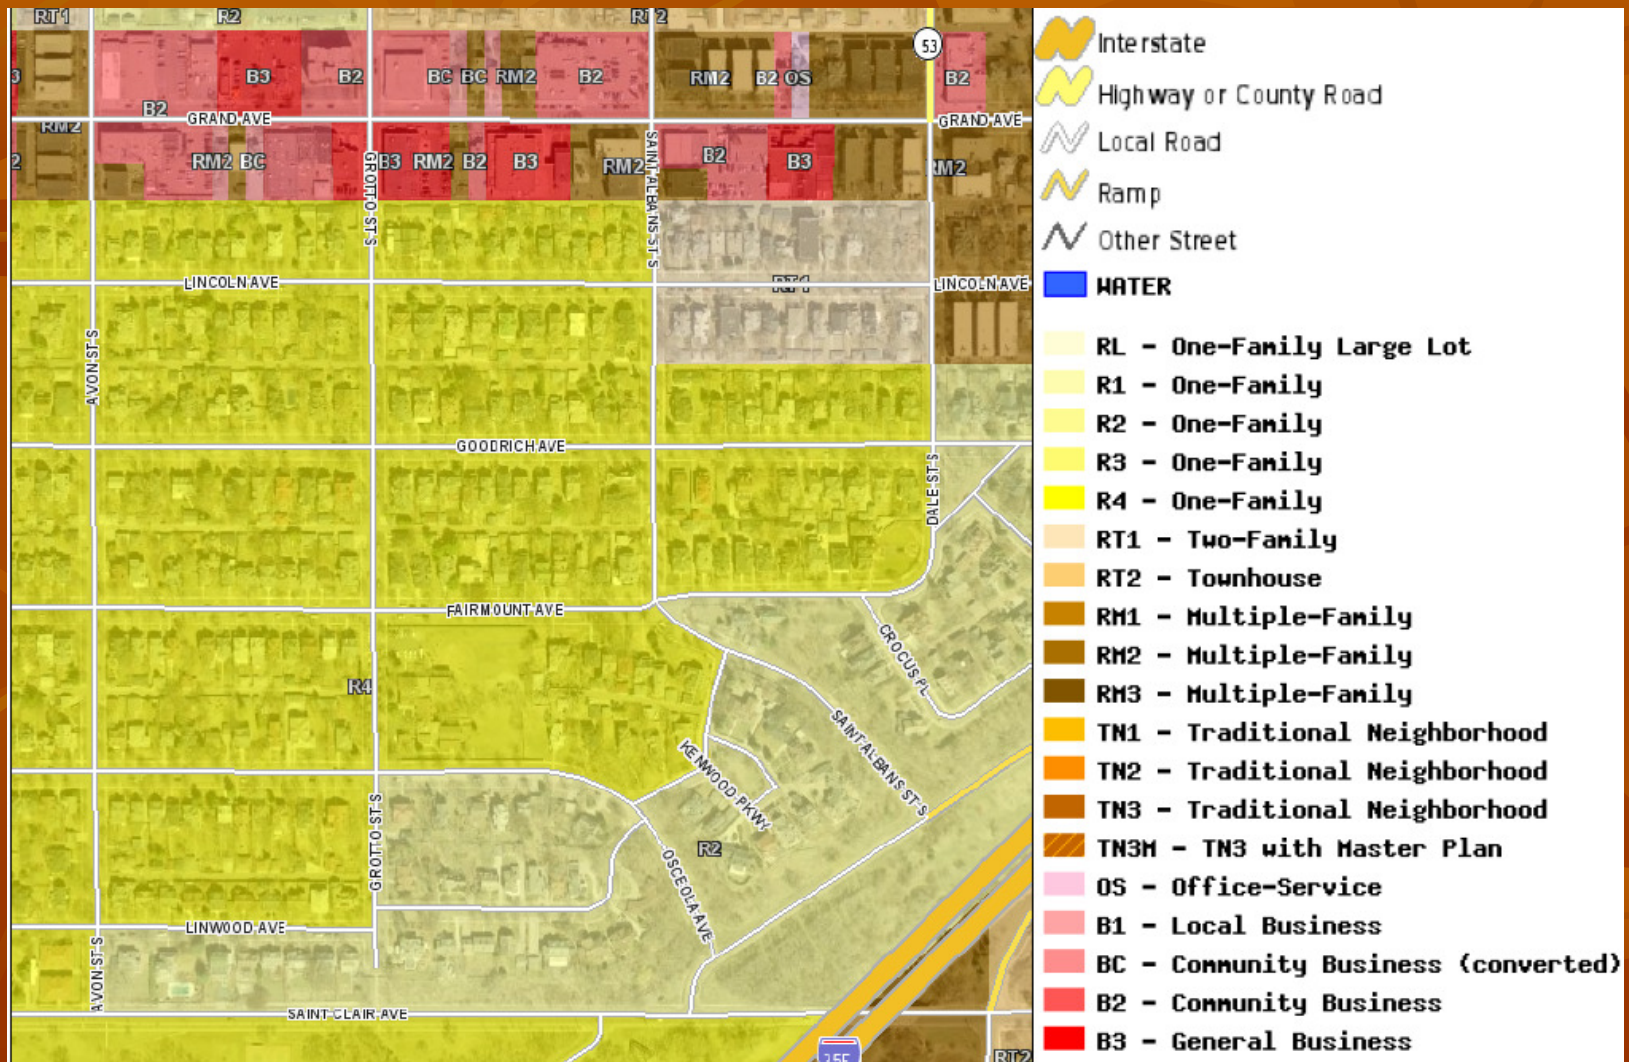 RT1
R2
RT2
53
3
B3
B2
BC
BC
RM2
B2
RM2
B2
OS
B2
B2
GRAND AVE
GRAND AVE
RM2
2
RM2
BC
B3
RM2
B2
B3
RM2
B2
B3
RM2
GROTTO ST S
SAINT ALBANS ST S
LINCOLN AVE
RT1
LINCOLN AVE
AVON ST S
GOODRICH AVE
DALE ST S
FAIRMOUNT AVE
CROCUS PL
R4
SAINT ALBANS ST S
KENWOOD PKWY
GROTTO ST S
R2
OSCEOLA AVE
LINWOOD AVE
AVON ST S
SAINT CLAIR AVE
35E
RT2
Interstate
Highway or County Road
Local Road
Ramp
Other Street
WATER
RL - One-Family Large Lot
R1 - One-Family
R2 - One-Family
R3 - One-Family
R4 - One-Family
RT1 - Two-Family
RT2 - Townhouse
RM1 - Multiple-Family
RM2 - Multiple-Family
RM3 - Multiple-Family
TN1 - Traditional Neighborhood
TN2 - Traditional Neighborhood
TN3 - Traditional Neighborhood
TN3M - TN3 with Master Plan
OS - Office-Service
B1 - Local Business
BC - Community Business (converted)
B2 - Community Business
B3 - General Business